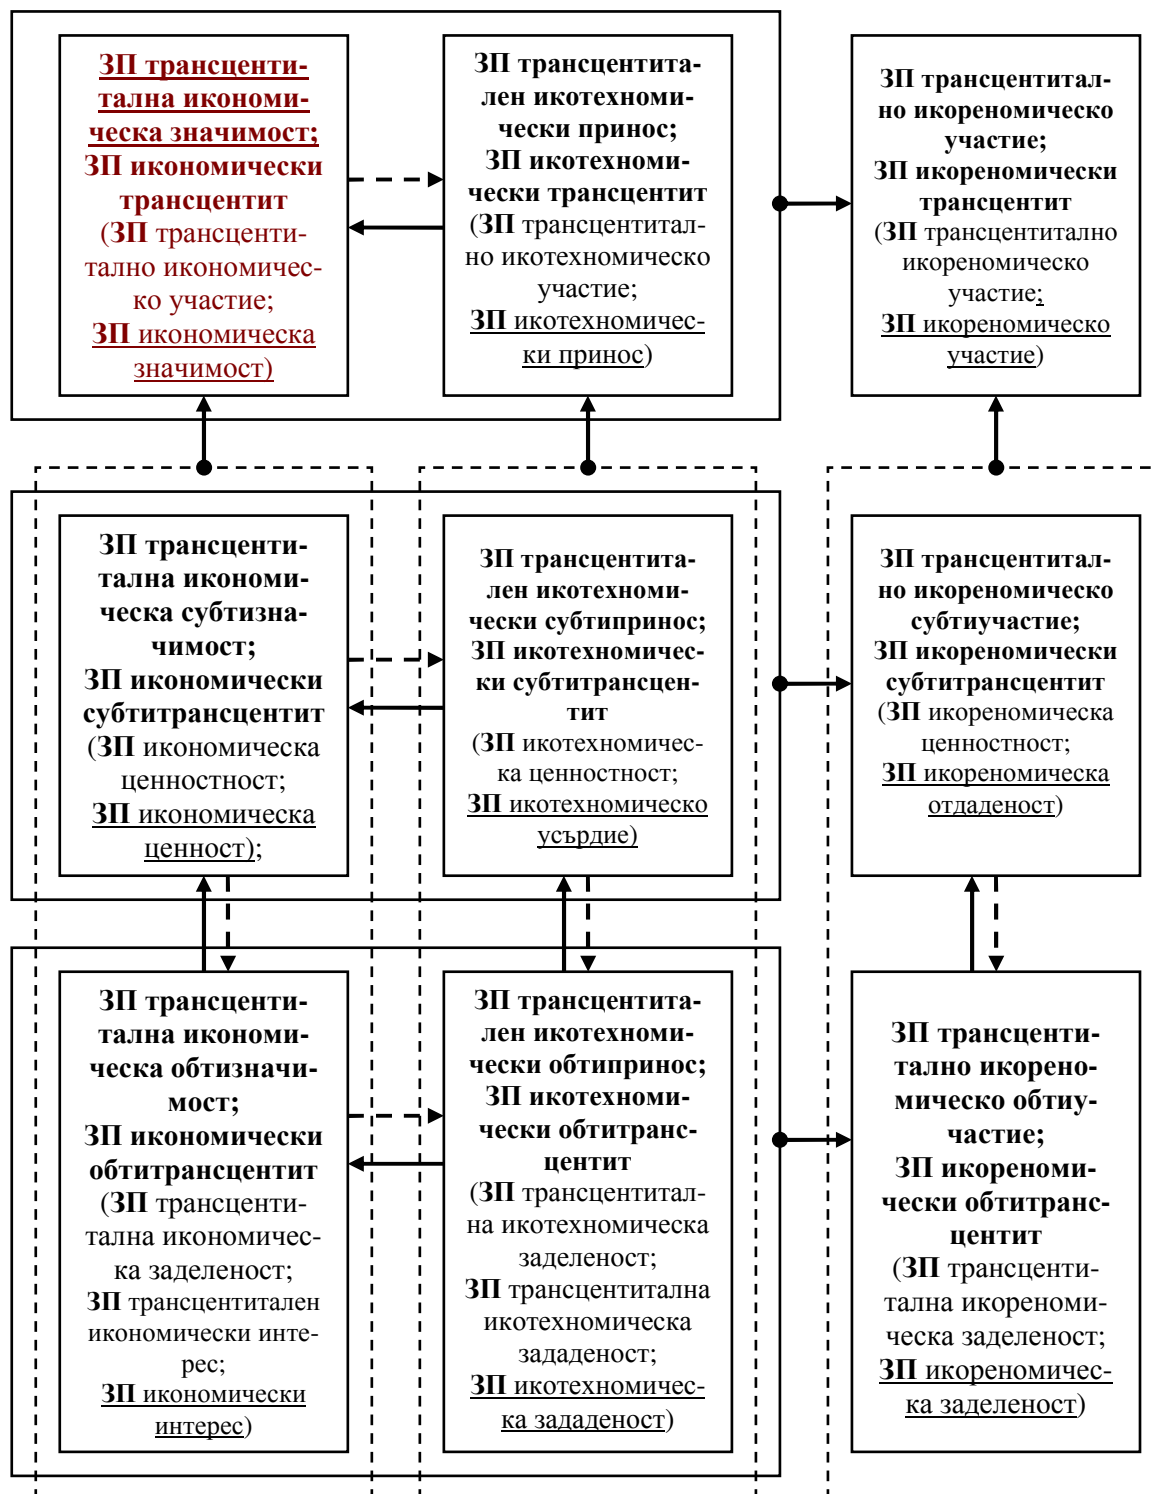 ЗП трансценти-
тална икономи-
ческа значимост;
ЗП икономически
трансцентит
(ЗП трансценти-
тално икономичес-
ко участие;
ЗП икономическа
значимост)
ЗП трансцентита-
лен икотехноми-
чески принос;
ЗП икотехноми-
чески трансцентит
(ЗП трансцентитал-
но икотехномическо
участие;
ЗП икотехномичес-
ки принос)
ЗП трансцентитал-
но икореномическо
участие;
ЗП икореномически
трансцентит
(ЗП трансцентитално
икореномическо
участие;
ЗП икореномическо
участие)
ЗП трансценти-
тална икономи-
ческа субтизна-
чимост;
ЗП икономически
субтитрансцентит
(ЗП икономическа
ценностност;
ЗП икономическа
ценност);
ЗП трансцентита-
лен икотехноми-
чески субтипринос;
ЗП икотехномичес-
ки субтитрансцен-
тит
(ЗП икотехномичес-
ка ценностност;
ЗП икотехномическо
усърдие)
ЗП трансцентитал-
но икореномическо
субтиучастие;
ЗП икореномически
субтитрансцентит
(ЗП икореномическа
ценностност;
ЗП икореномическа
отдаденост)
ЗП трансценти-
тална икономи-
ческа обтизначи-
мост;
ЗП икономически
обтитрансцентит
(ЗП трансценти-
тална икономичес-
ка заделеност;
ЗП трансцентитален
икономически инте-
рес;
ЗП икономически
интерес)
ЗП трансцентита-
лен икотехноми-
чески обтипринос;
ЗП икотехноми-
чески обтитранс-
центит
(ЗП трансцентитал-
на икотехномическа
заделеност;
ЗП трансцентитална
икотехномическа
зададеност;
ЗП икотехномичес-
ка зададеност)
ЗП трансценти-
тално икорено-
мическо обтиу-
частие;
ЗП икореноми-
чески обтитранс-
центит
(ЗП трансценти-
тална икореноми-
ческа заделеност;
ЗП икореномичес-
ка заделеност)